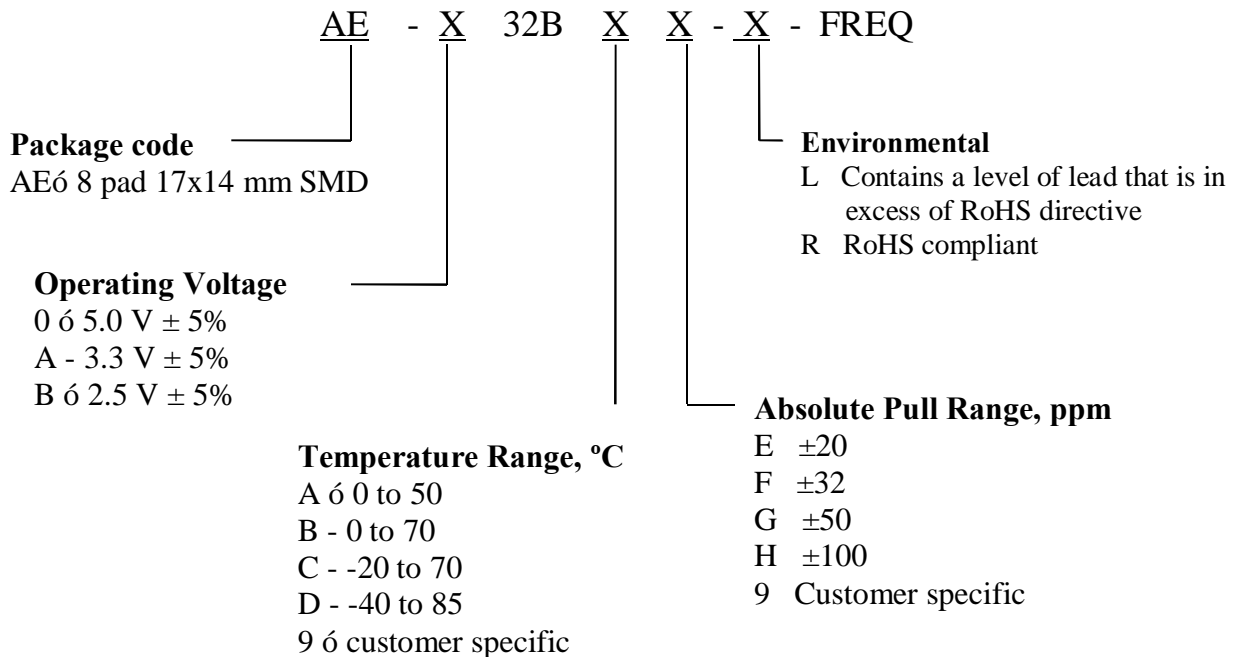 AE - X 32B X X - X - FREQ
Package code
AEó 8 pad 17x14 mm SMD
Environmental
L Contains a level of lead that is in
excess of RoHS directive
R RoHS compliant
Operating Voltage
0 ó 5.0 V ± 5%
A - 3.3 V ± 5%
B ó 2.5 V ± 5%
Temperature Range, ºC
A ó 0 to 50
B - 0 to 70
C - -20 to 70
D - -40 to 85
9 ó customer specific
Absolute Pull Range, ppm
E ±20
F ±32
G ±50
H ±100
9 Customer specific